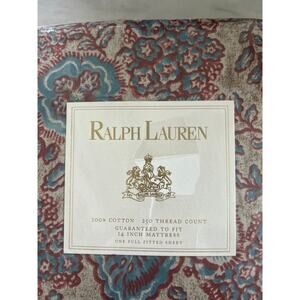 RALPH LAUREN
100% COTTON 250 THREAD COUNT
GUARANTEED TO FIT
14 INCH MATTRESS
ONE FULL FITTED SHEET